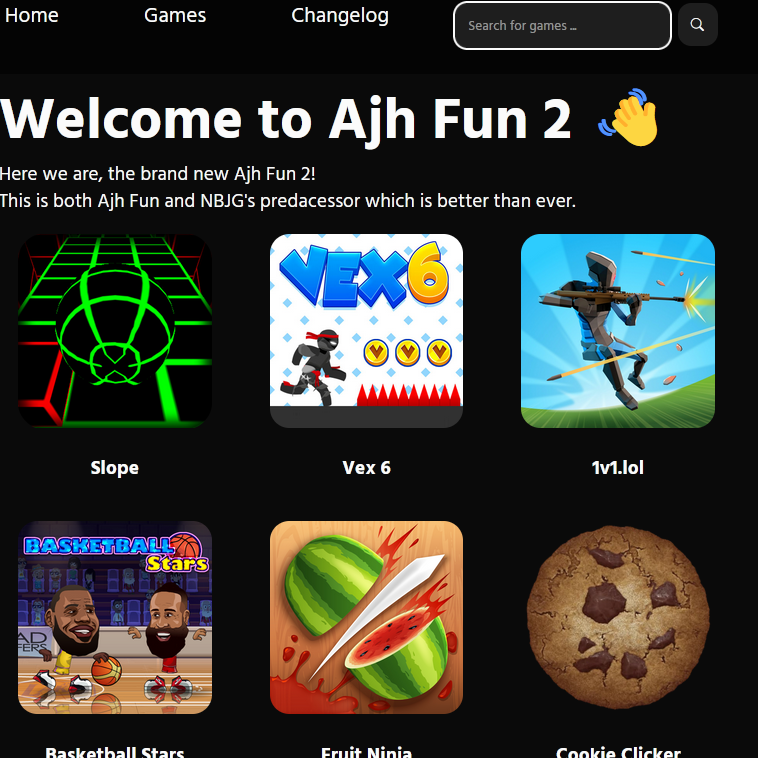 Home Games Changelog Search for games ...
Welcome to Ajh Fun 2 👋
Here we are, the brand new Ajh Fun 2!
This is both Ajh Fun and NBJG's predacessor which is better than ever.
VEX6
Slope Vex 6 1v1.lol
BASKETBALL
Stars
Basketball Stars Fruit Ninja Cookie Clicker